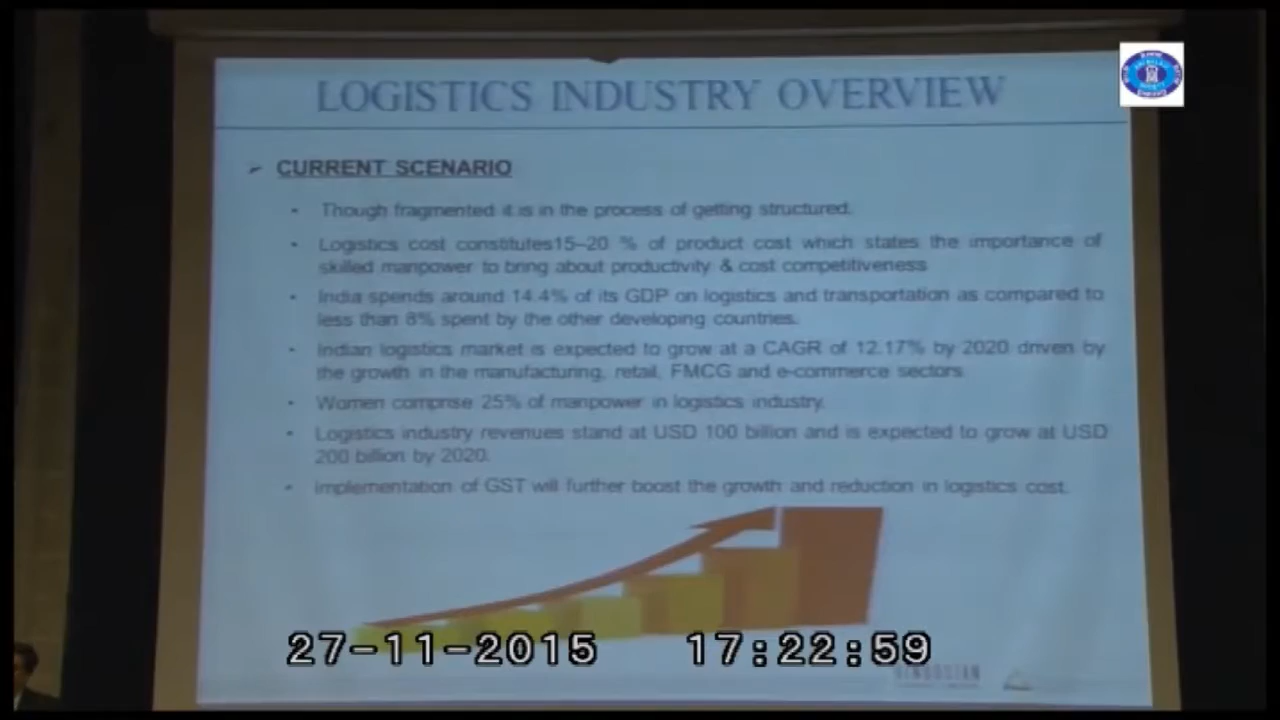 LOGISTICS INDUSTRY OVERVIEW
CURRENT SCENARIO
Though fragmented it is in the process of getting structured.
Logistics cost constitutes15–20 % of product cost which states the importance of
skilled manpower to bring about productivity & cost competitiveness
India spends around 14.4% of its GDP on logistics and transportation as compared to
less than 8% spent by the other developing countries.
Indian logistics market is expected to grow at a CAGR of 12.17% by 2020 driven by
the growth in the manufacturing, retail, FMCG and e-commerce sectors
Women comprise 25% of manpower in logistics industry.
Logistics industry revenues stand at USD 100 billion and is expected to grow at USD
200 billion by 2020.
Implementation of GST will further boost the growth and reduction in logistics cost.
27-11-2015 17:22:59